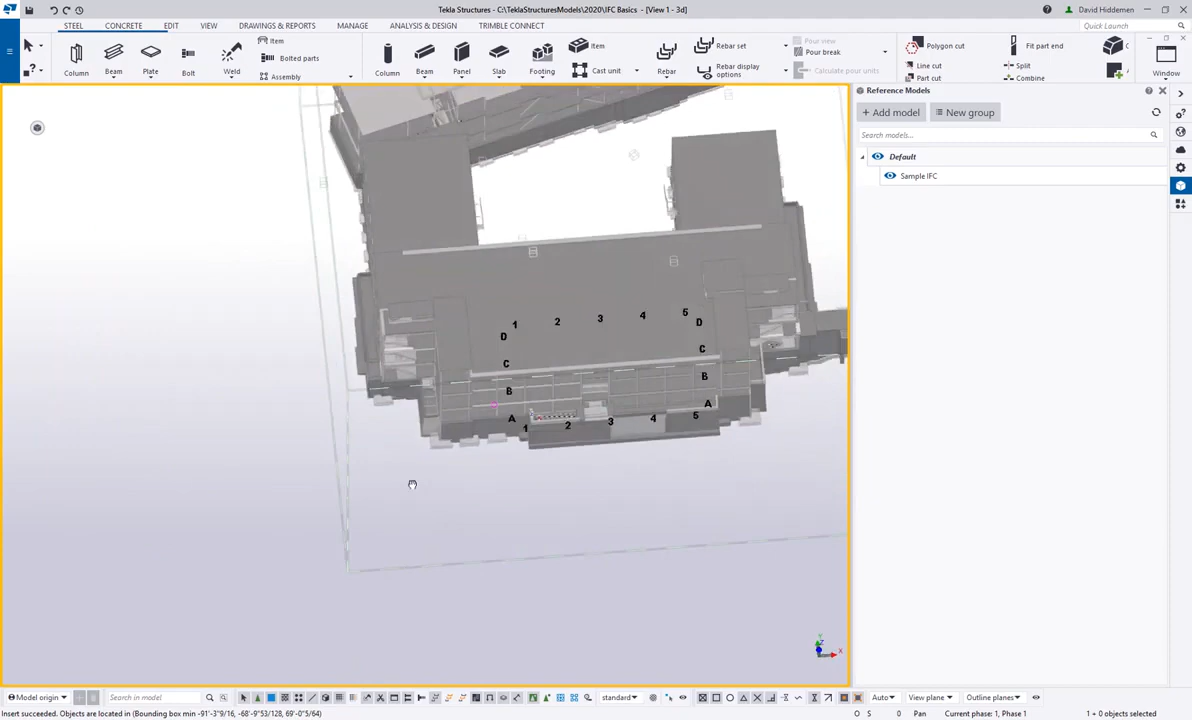 Tekla Structures - C:\TeklaStructuresModels\2020\IFC Basics - [View 1 - 3d]
David Hiddemen
STEEL CONCRETE EDIT VIEW DRAWINGS & REPORTS MANAGE ANALYSIS & DESIGN TRIMBLE CONNECT
Quick Launch
Column Beam Plate Bolt Weld
Item
Bolted parts
Assembly
Column Beam Panel Slab Footing
Item
Cast unit
Rebar
Rebar set
Rebar display options
Pour view
Pour break
Calculate pour units
Polygon cut
Line cut
Part cut
Fit part end
Split
Combine
Window
Reference Models
Add model
New group
Search models...
Default
Sample IFC
1 2 3 4 5
D D
C C
B B
A A
1 2 3 4 5
Y
Z
X
Model origin
Search in model
standard
Auto
View plane
Outline planes
Insert succeeded. Objects are located in (Bounding box min -91'-3"9/16, -68'-9"53/128, 69'-0"5/64)
O S 0 Pan Current phase: 1, Phase 1 1 + 0 objects selected